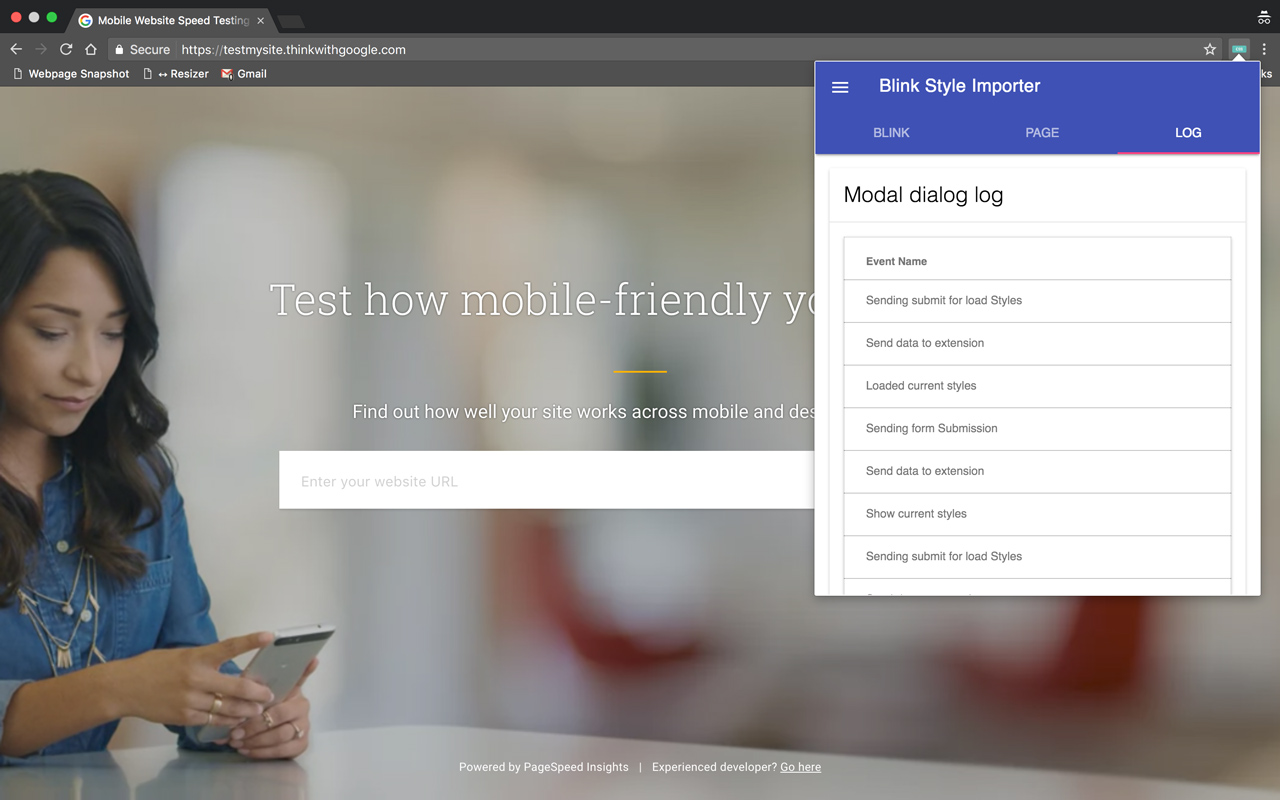 Mobile Website Speed Testing
Secure https://testmysite.thinkwithgoogle.com
Webpage Snapshot ↔ Resizer Gmail
ks
Blink Style Importer
BLINK PAGE LOG
Modal dialog log
Event Name
Sending submit for load Styles
Send data to extension
Loaded current styles
Sending form Submission
Send data to extension
Show current styles
Sending submit for load Styles
Test how mobile-friendly yo
Find out how well your site works across mobile and des
Enter your website URL
Powered by PageSpeed Insights | Experienced developer? Go here